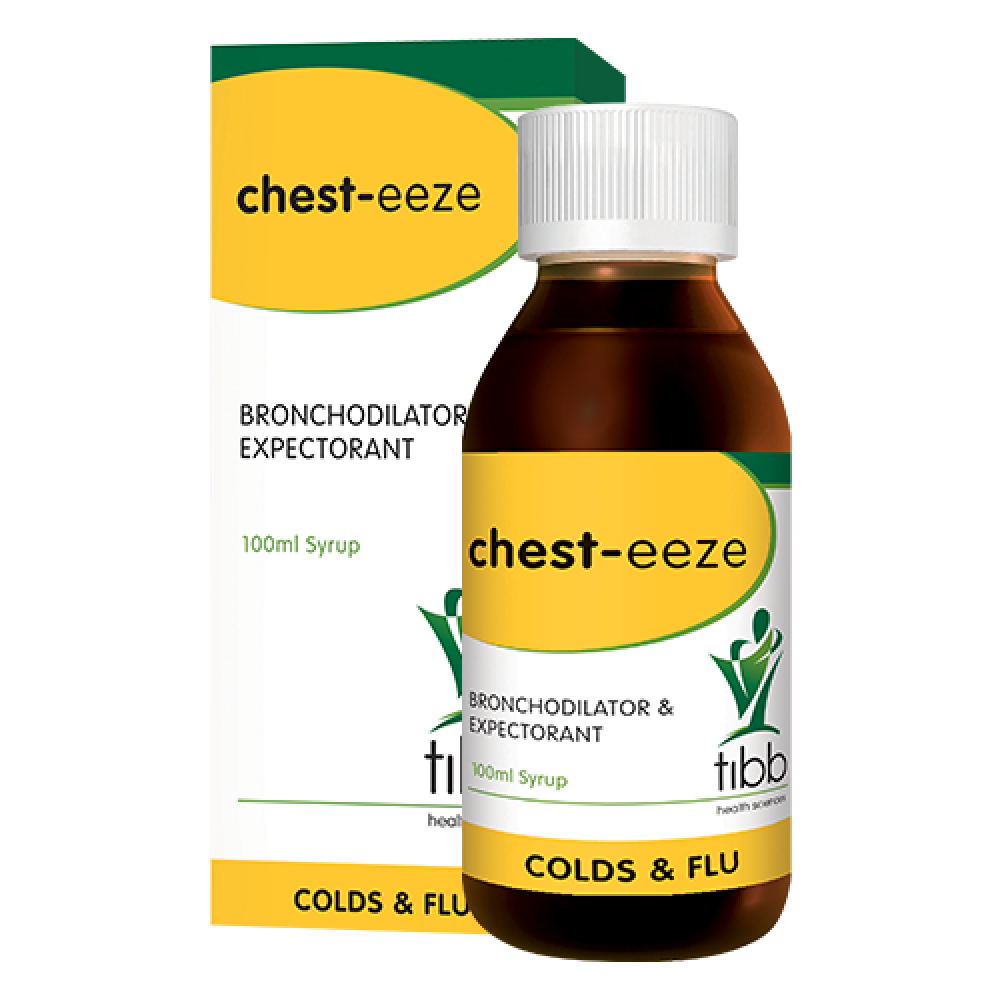 chest-eeze
BRONCHODILATOR
EXPECTORANT
100ml Syrup
COLDS & FLU
chest-eeze
BRONCHODILATOR &
EXPECTORANT
100ml Syrup
tibb
health sciences
COLDS & FLU